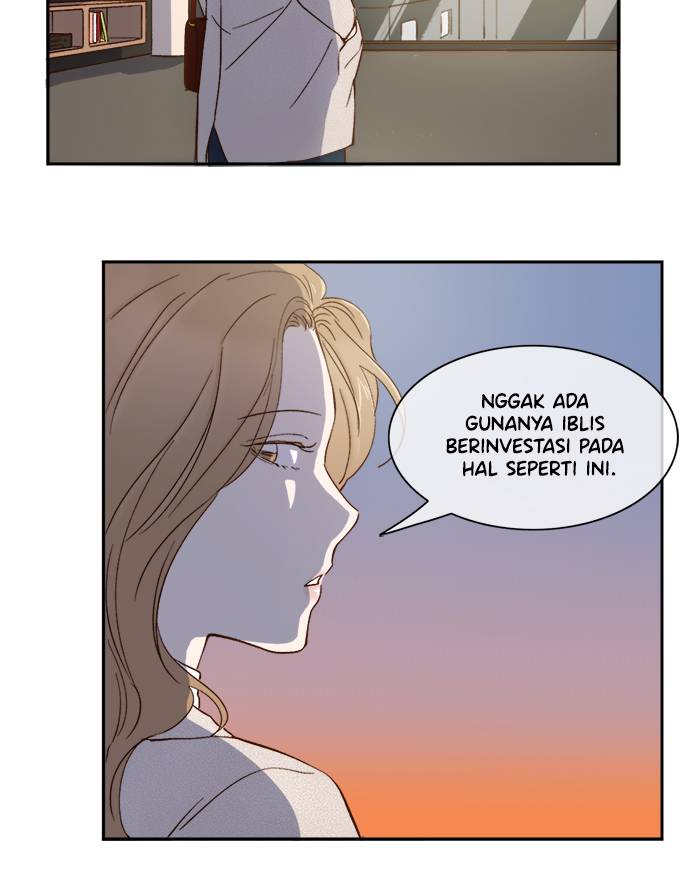 NGGAK ADA
GUNANYA IBLIS
BERINVESTASI PADA
HAL SEPERTI INI.